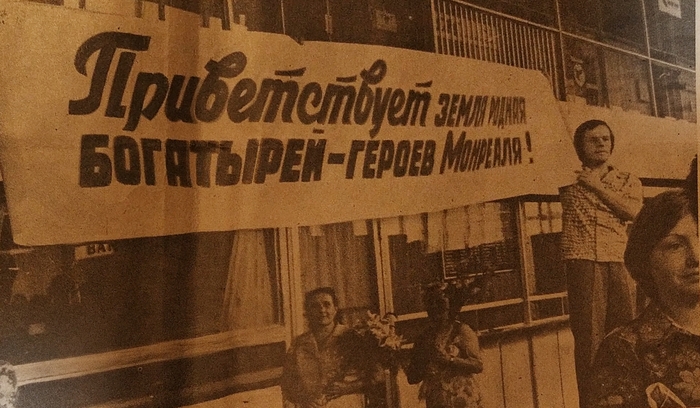 Приветствует земля родная
БОГАТЫРЕЙ-ГЕРОЕВ МОНРЕАЛЯ!